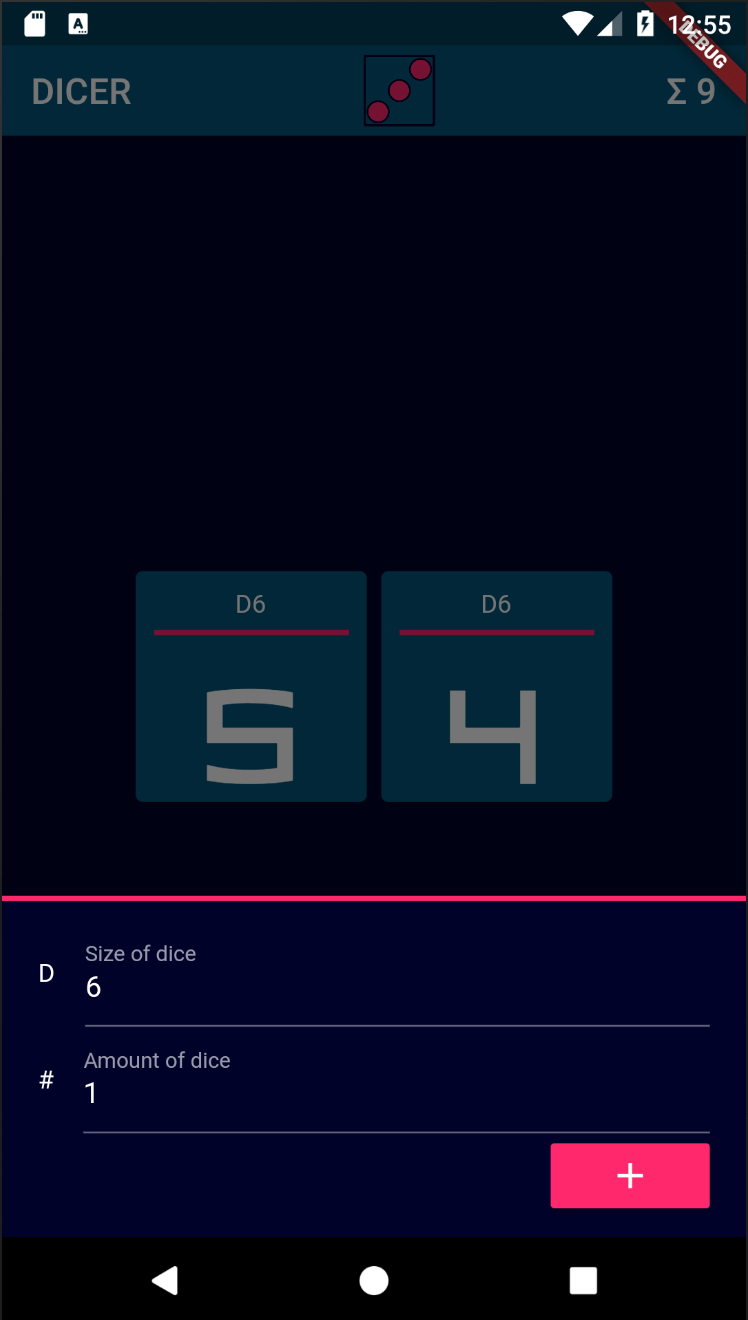 A
12:55
DEBUG
DICER
Σ 9
D6
D6
5
4
D
Size of dice
6
#
Amount of dice
1
+